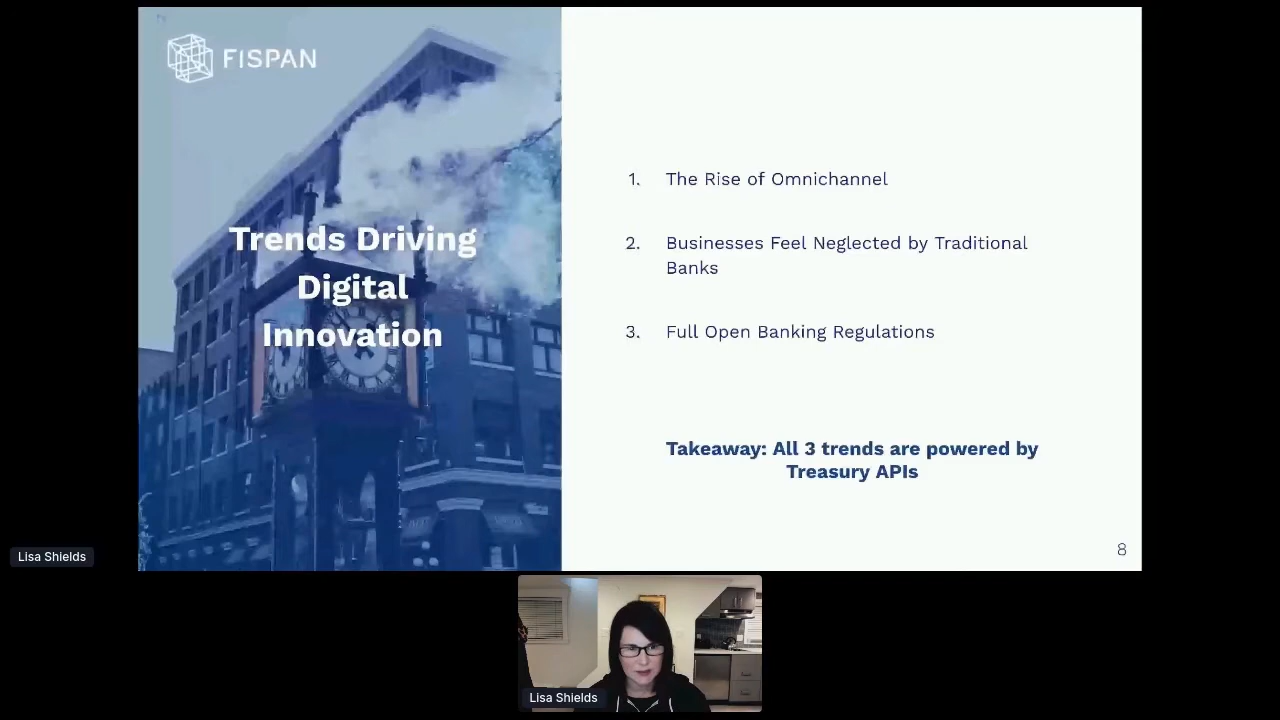 FISPAN
Trends Driving
Digital
Innovation
1. The Rise of Omnichannel
2. Businesses Feel Neglected by Traditional
Banks
3. Full Open Banking Regulations
Takeaway: All 3 trends are powered by
Treasury APIs
8
Lisa Shields
Lisa Shields